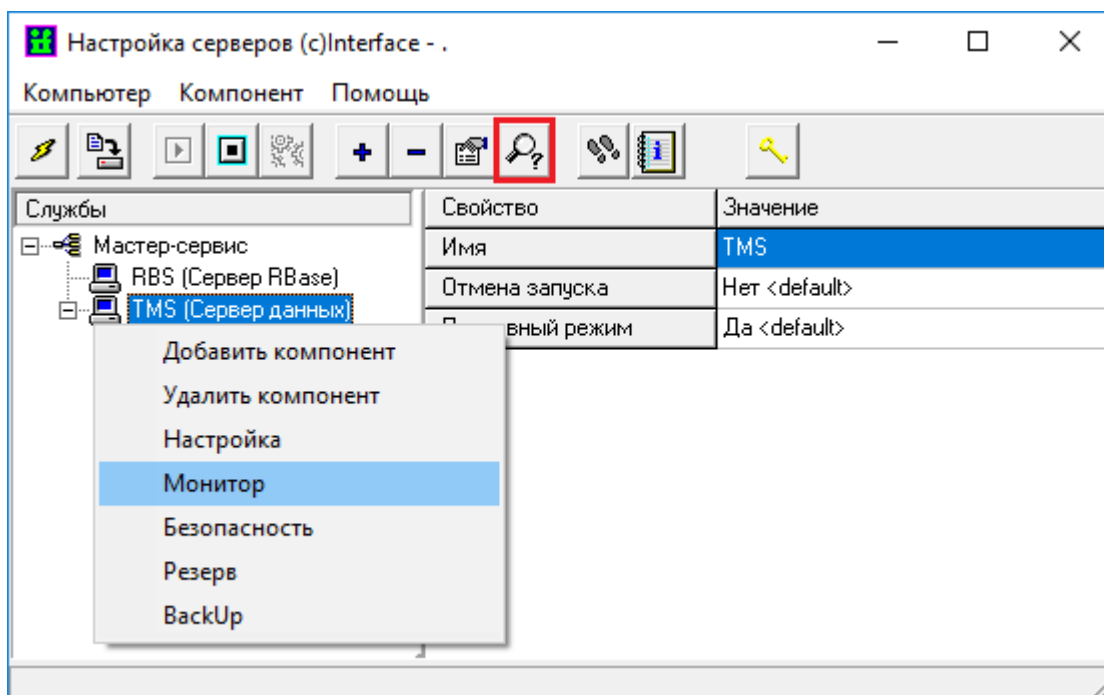 Настройка серверов (c)Interface - .
Компьютер Компонент Помощь
Службы
Свойство Значение
Мастер-сервис
Имя TMS
RBS (Сервер RBase)
Отмена запуска Нет <default>
TMS (Сервер данных)
вный режим Да <default>
Добавить компонент
Удалить компонент
Настройка
Монитор
Безопасность
Резерв
BackUp